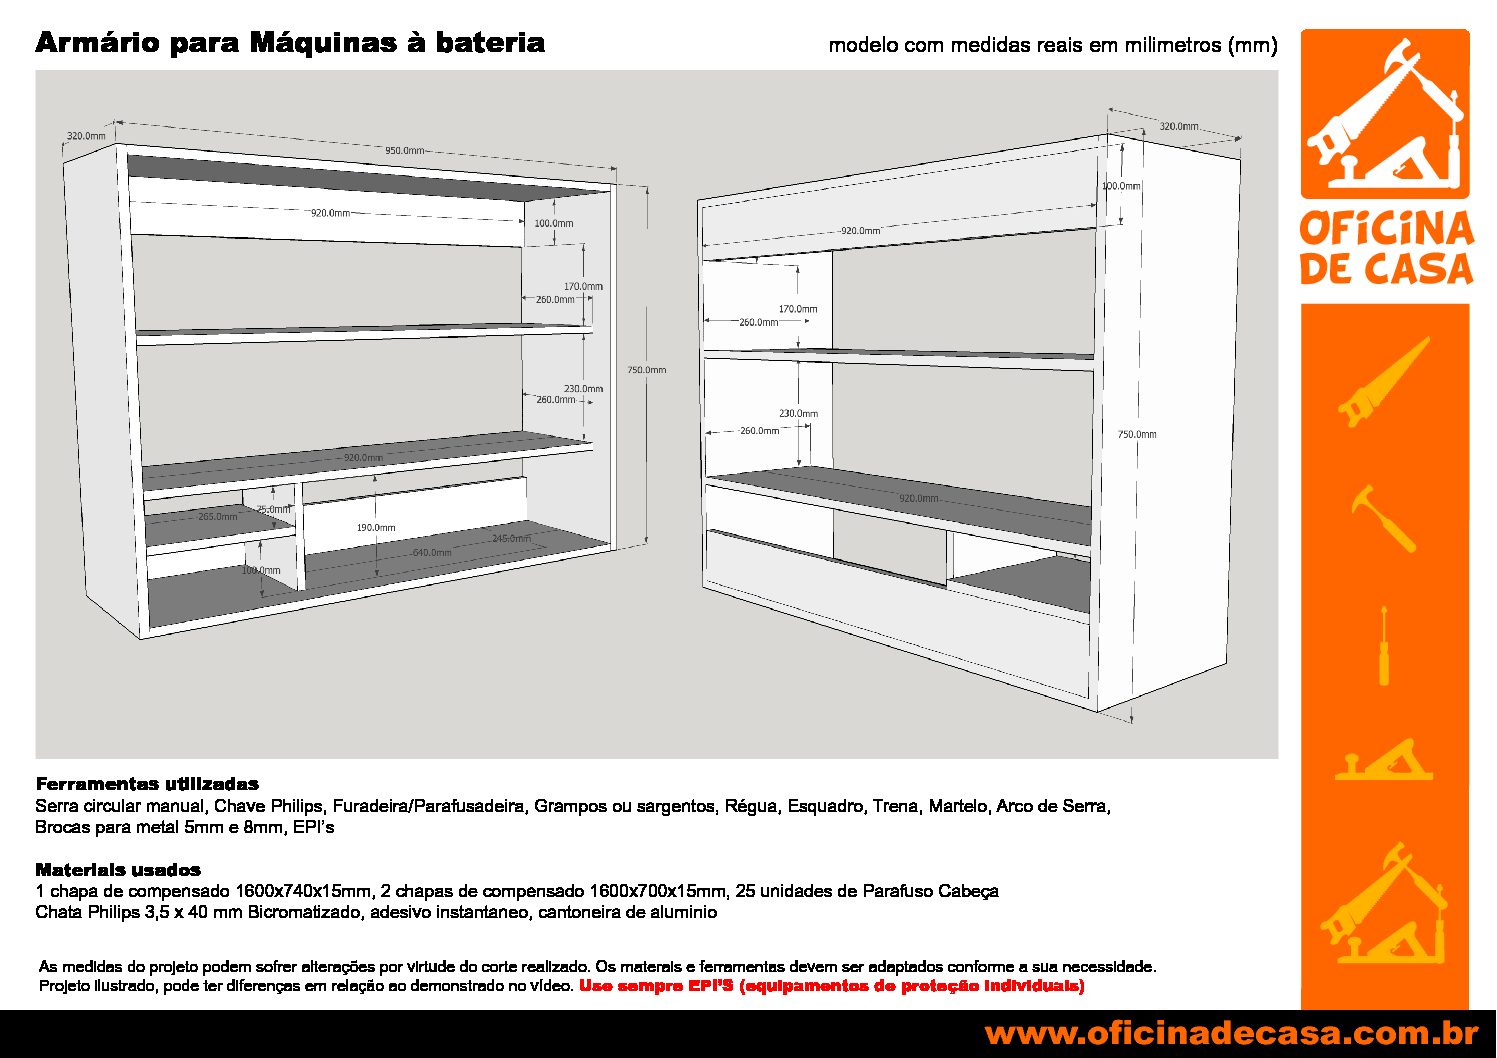 Armário para Máquinas à bateria
modelo com medidas reais em milimetros (mm)
320.0mm
950.0mm
920.0mm
100.0mm
170.0mm
260.0mm
750.0mm
230.0mm
260.0mm
920.0mm
265.0mm
75.0mm
190.0mm
245.0mm
640.0mm
100.0mm
320.0mm
100.0mm
920.0mm
170.0mm
260.0mm
230.0mm
260.0mm
750.0mm
920.0mm
OFICINA
DE CASA
Ferramentas utilizadas
Serra circular manual, Chave Philips, Furadeira/Parafusadeira, Grampos ou sargentos, Régua, Esquadro, Trena, Martelo, Arco de Serra,
Brocas para metal 5mm e 8mm, EPI's
Materiais usados
1 chapa de compensado 1600x740x15mm, 2 chapas de compensado 1600x700x15mm, 25 unidades de Parafuso Cabeça
Chata Philips 3,5 x 40 mm Bicromatizado, adesivo instantaneo, cantoneira de aluminio
As medidas do projeto podem sofrer alterações por virtude do corte realizado. Os materais e ferramentas devem ser adaptados conforme a sua necessidade.
Projeto ilustrado, pode ter diferenças em relação ao demonstrado no vídeo. Use sempre EPI'S (equipamentos de proteção individuais)
www.oficinadecasa.com.br